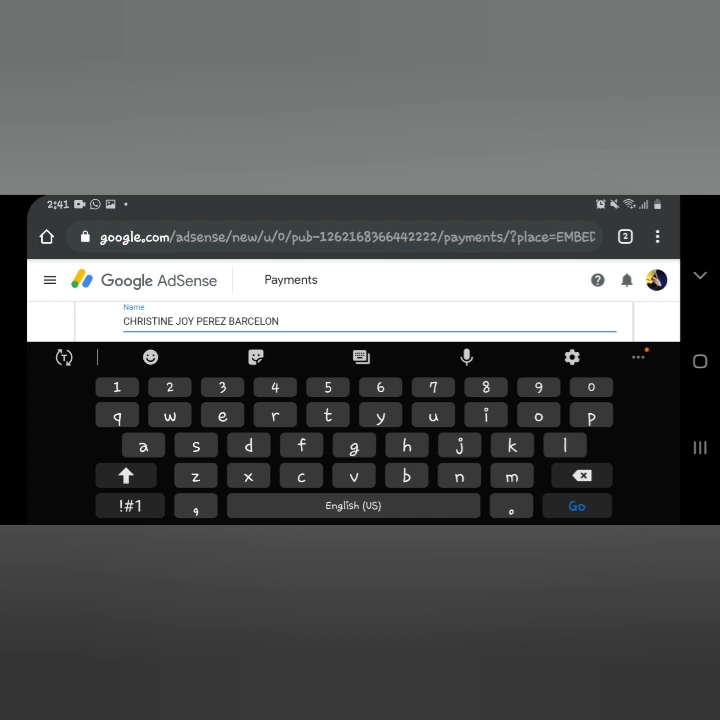 2:41
google.com/adsense/new/u/0/pub-1262168366442222/payments/?place=EMBED
2
Google AdSense
Payments
Name
CHRISTINE JOY PEREZ BARCELON
1 2 3 4 5 6 7 8 9 0
q w e r t y u i o p
a s d f g h j k l
z x c v b n m
!#1 , English (US) . Go